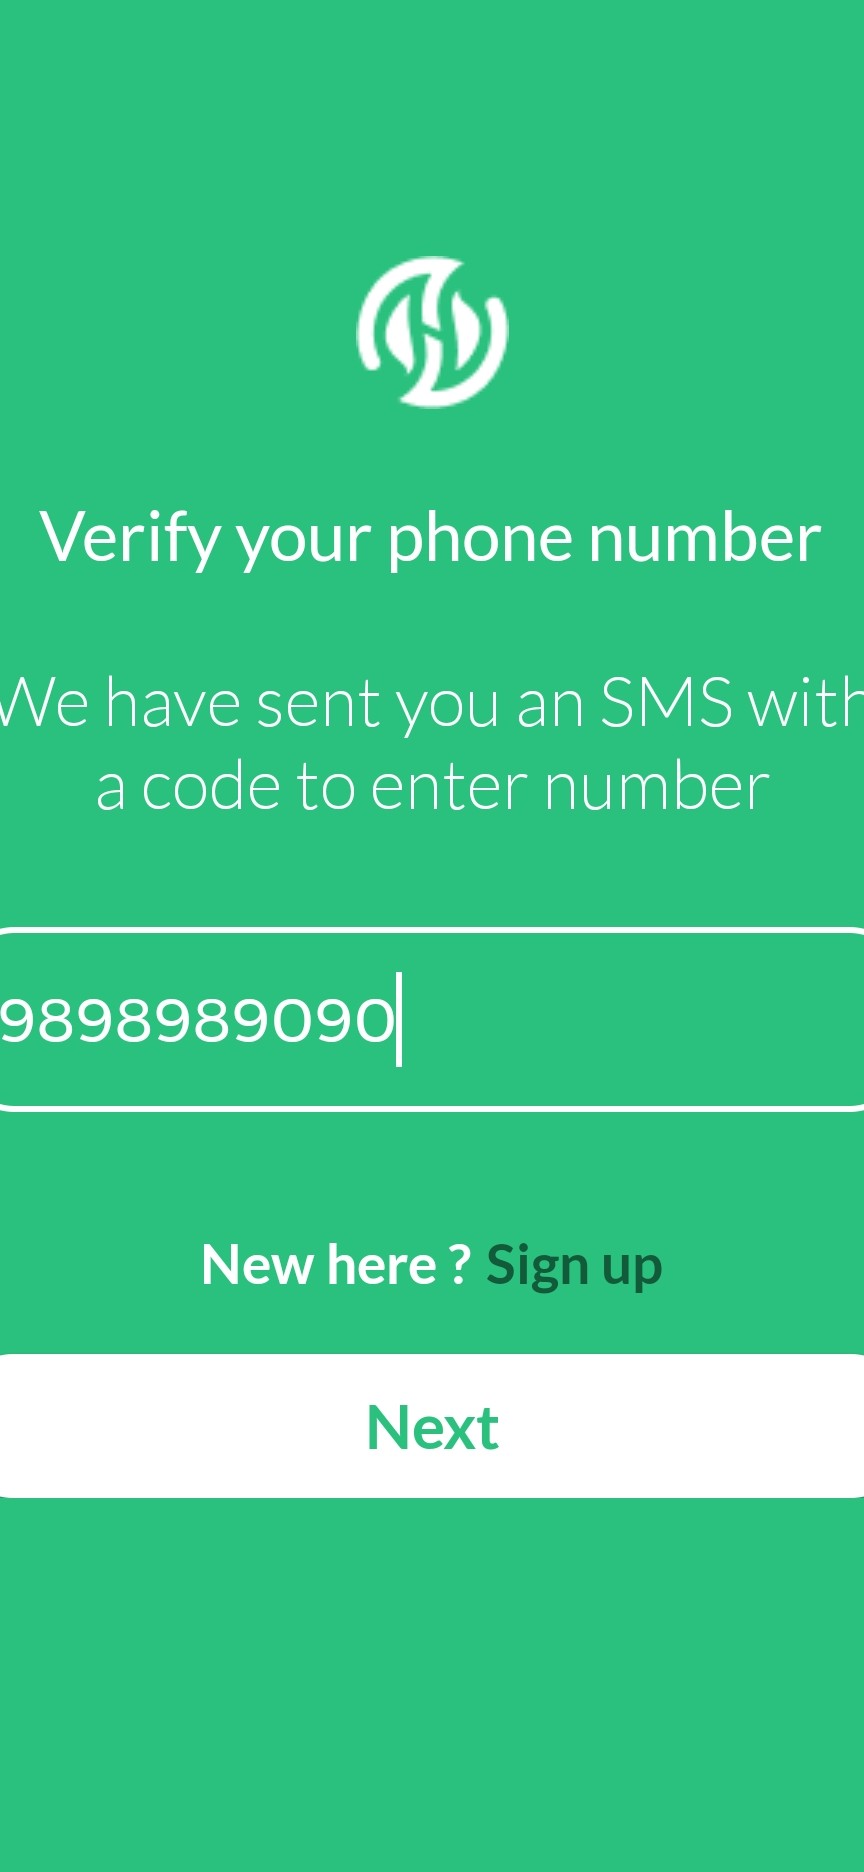 Verify your phone number
We have sent you an SMS with
a code to enter number
9898989090
New here ? Sign up
Next